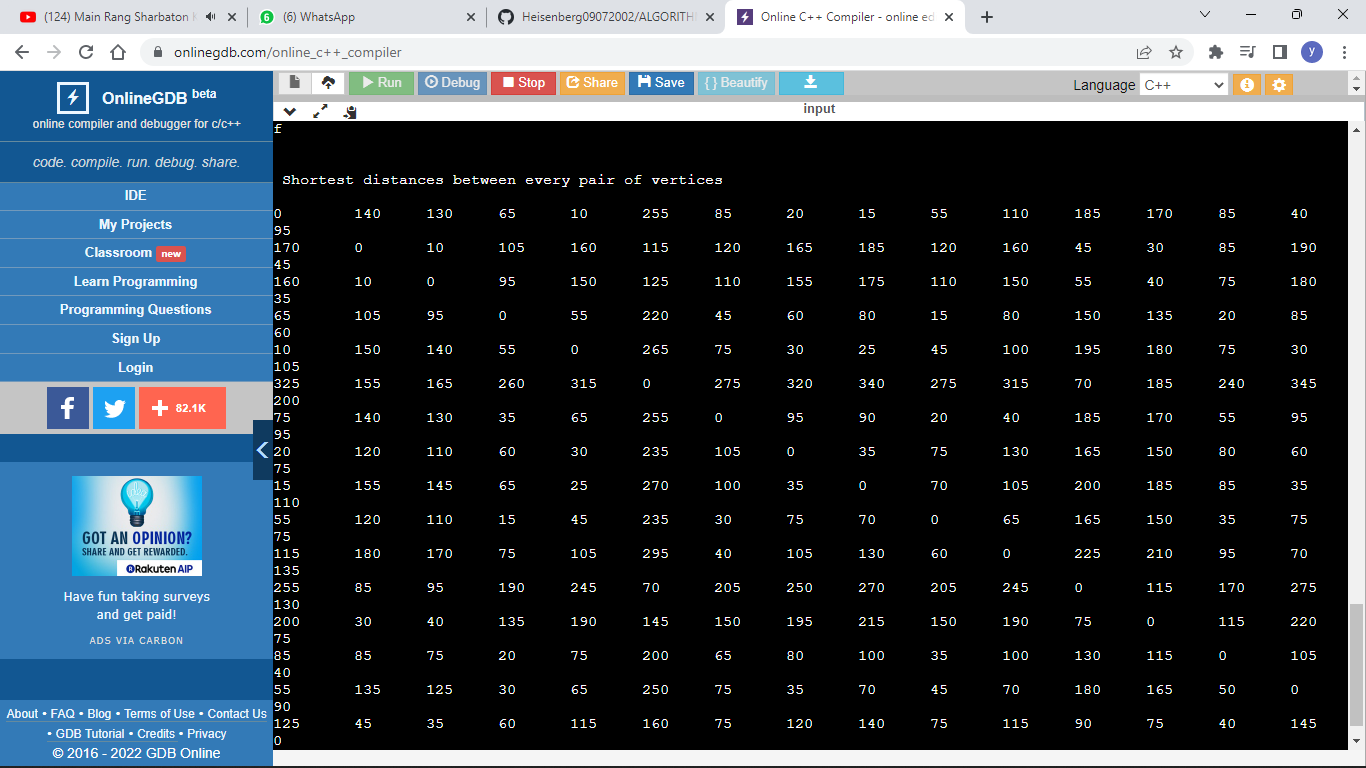 (124) Main Rang Sharbaton
(6) WhatsApp
Heisenberg09072002/ALGORITH
Online C++ Compiler - online ed
onlinegdb.com/online_c++_compiler
y
OnlineGDB beta
online compiler and debugger for c/c++
code. compile. run. debug. share.
IDE
My Projects
Classroom new
Learn Programming
Programming Questions
Sign Up
Login
82.1K
GOT AN OPINION?
SHARE AND GET REWARDED.
Rakuten AIP
Have fun taking surveys
and get paid!
ADS VIA CARBON
About • FAQ • Blog • Terms of Use • Contact Us
• GDB Tutorial • Credits • Privacy
© 2016 - 2022 GDB Online
Run Debug Stop Share Save {} Beautify
Language C++
input
f
Shortest distances between every pair of vertices
0 140 130 65 10 255 85 20 15 55 110 185 170 85 40
95
170 0 10 105 160 115 120 165 185 120 160 45 30 85 190
45
160 10 0 95 150 125 110 155 175 110 150 55 40 75 180
35
65 105 95 0 55 220 45 60 80 15 80 150 135 20 85
60
10 150 140 55 0 265 75 30 25 45 100 195 180 75 30
105
325 155 165 260 315 0 275 320 340 275 315 70 185 240 345
200
75 140 130 35 65 255 0 95 90 20 40 185 170 55 95
95
20 120 110 60 30 235 105 0 35 75 130 165 150 80 60
75
15 155 145 65 25 270 100 35 0 70 105 200 185 85 35
110
55 120 110 15 45 235 30 75 70 0 65 165 150 35 75
75
115 180 170 75 105 295 40 105 130 60 0 225 210 95 70
135
255 85 95 190 245 70 205 250 270 205 245 0 115 170 275
130
200 30 40 135 190 145 150 195 215 150 190 75 0 115 220
75
85 85 75 20 75 200 65 80 100 35 100 130 115 0 105
40
55 135 125 30 65 250 75 35 70 45 70 180 165 50 0
90
125 45 35 60 115 160 75 120 140 75 115 90 75 40 145
0